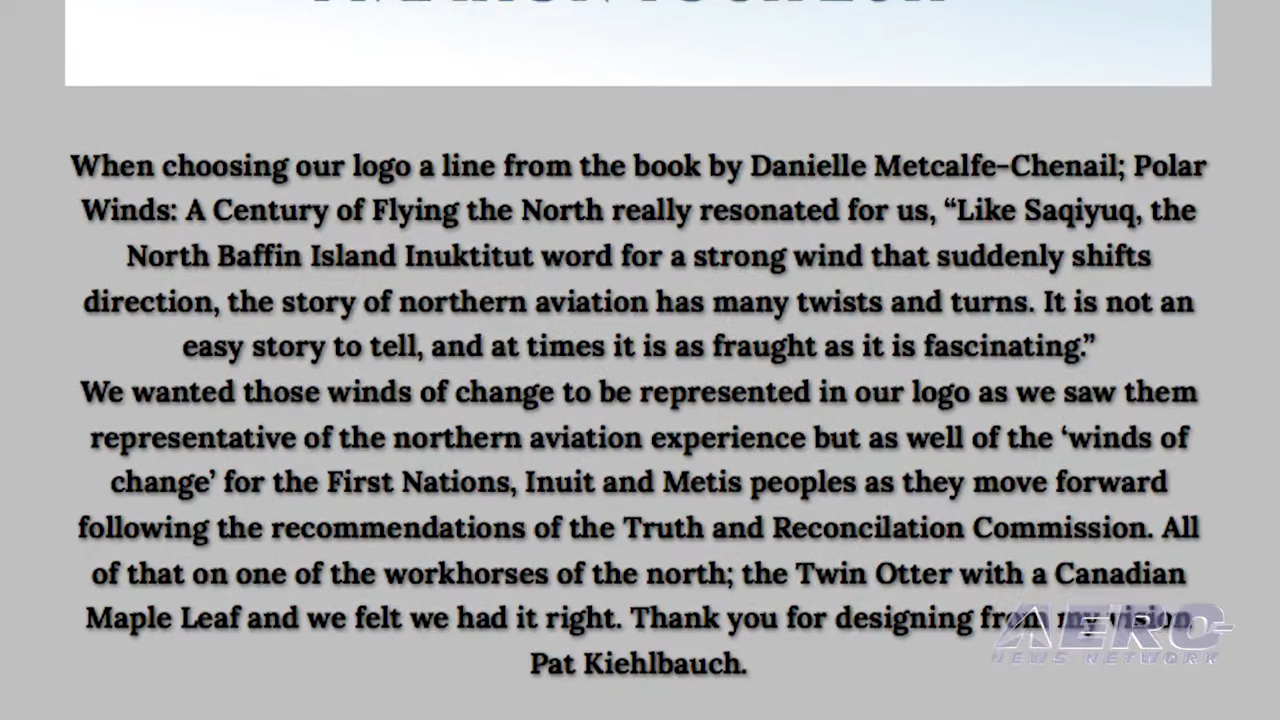 When choosing our logo a line from the book by Danielle Metcalfe-Chenail; Polar
Winds: A Century of Flying the North really resonated for us, “Like Saqiyuq, the
North Baffin Island Inuktitut word for a strong wind that suddenly shifts
direction, the story of northern aviation has many twists and turns. It is not an
easy story to tell, and at times it is as fraught as it is fascinating.”
We wanted those winds of change to be represented in our logo as we saw them
representative of the northern aviation experience but as well of the ‘winds of
change’ for the First Nations, Inuit and Metis peoples as they move forward
following the recommendations of the Truth and Reconcilation Commission. All
of that on one of the workhorses of the north; the Twin Otter with a Canadian
Maple Leaf and we felt we had it right. Thank you for designing from my vision
Pat Kiehlbauch.
AERO
NEWS NETWORK